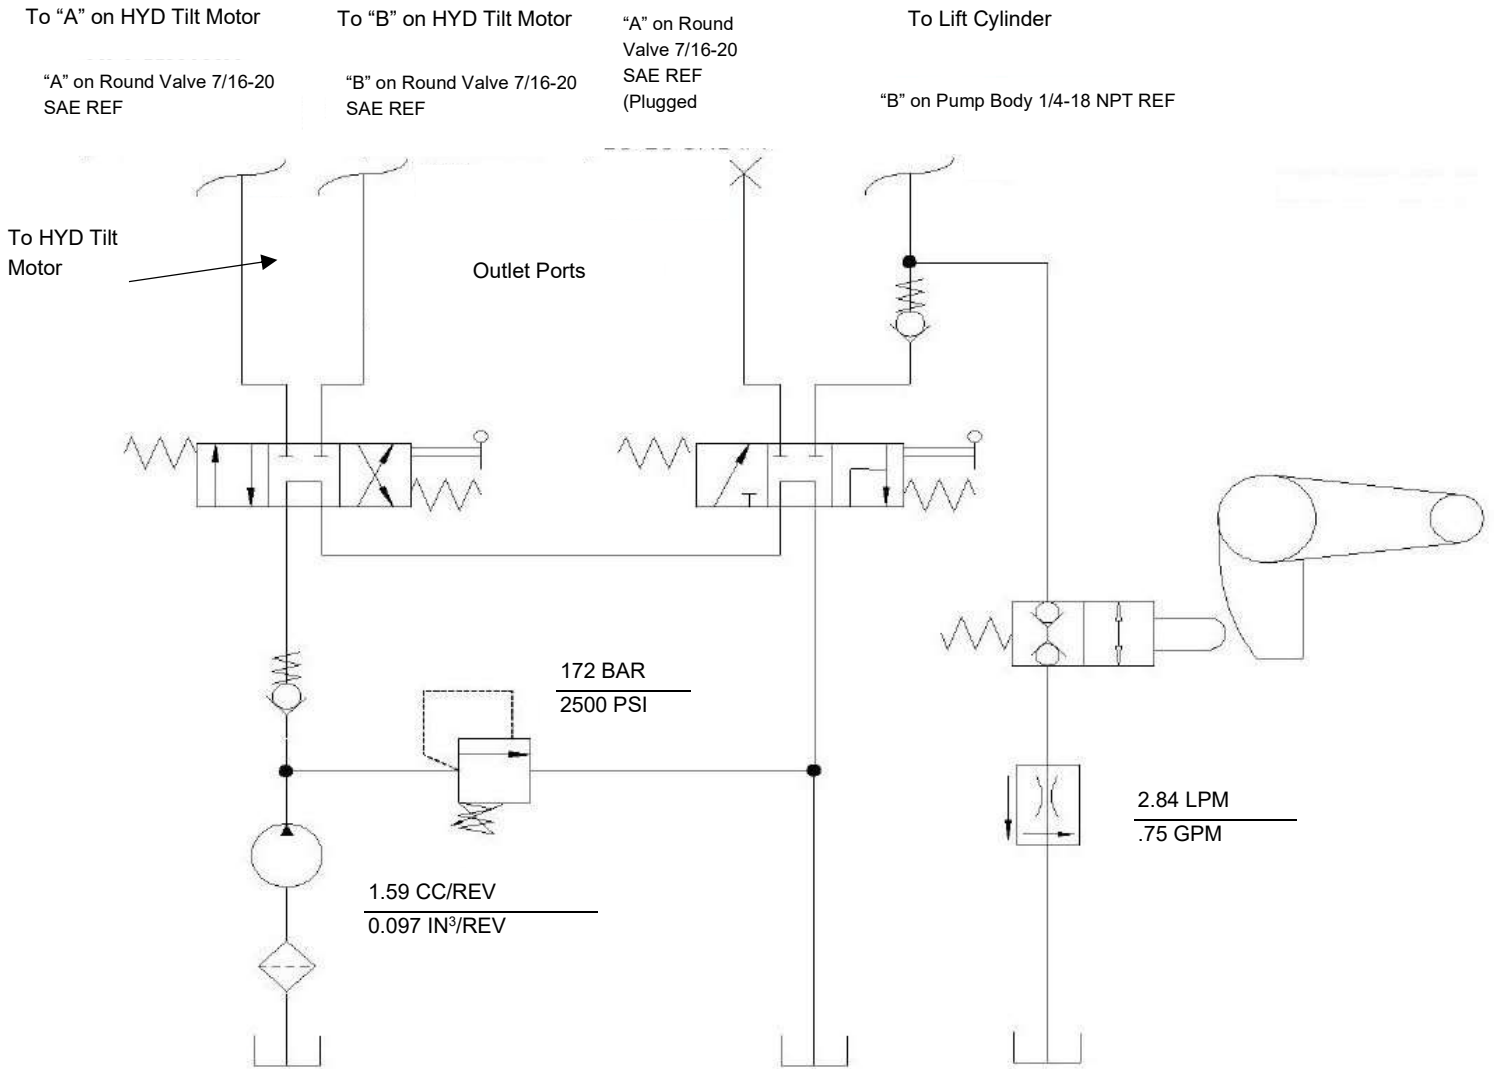 To “A” on HYD Tilt Motor
“A” on Round Valve 7/16-20
SAE REF
To “B” on HYD Tilt Motor
“B” on Round Valve 7/16-20
SAE REF
“A” on Round
Valve 7/16-20
SAE REF
(Plugged
To Lift Cylinder
“B” on Pump Body 1/4-18 NPT REF
To HYD Tilt
Motor
Outlet Ports
172 BAR
2500 PSI
2.84 LPM
.75 GPM
1.59 CC/REV
0.097 IN³/REV